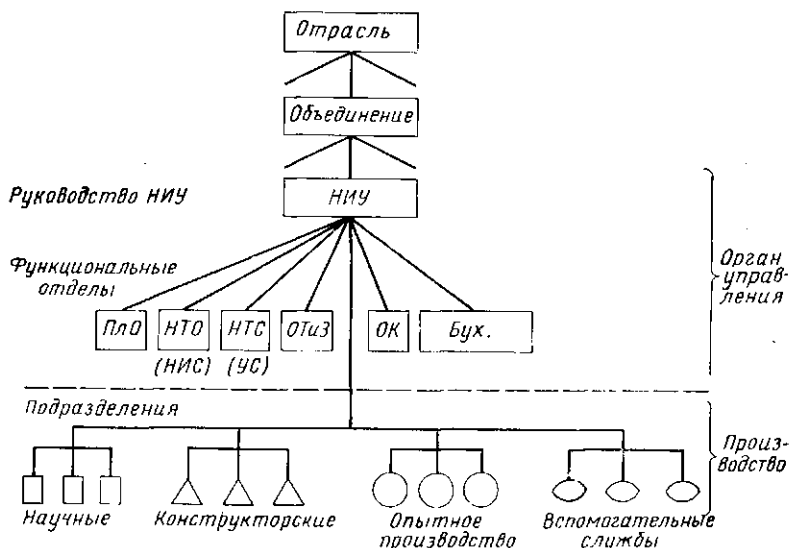 Отрасль
Объединение
Руководство НИУ
НИУ
Функциональные
отделы
ПлО
НТО
НТС
ОТиЗ
ОК
Бух.
(НИС)
(УС)
Орган
управ-
ления
Подразделения
Произ-
водство
Научные
Конструкторские
Опытное
производство
Вспомогательные
службы